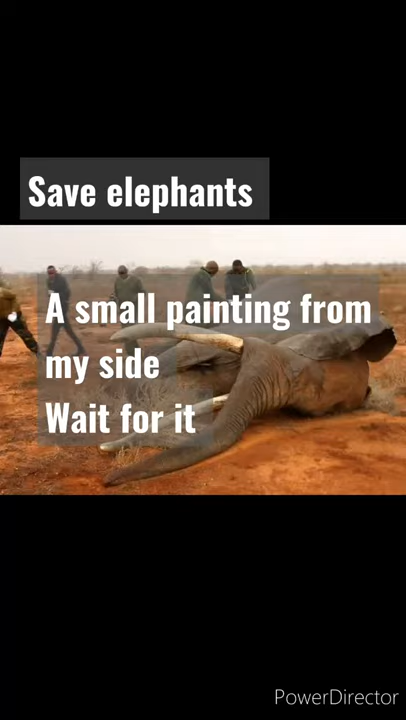 Save elephants
A small painting from
my side
Wait for it
PowerDirector